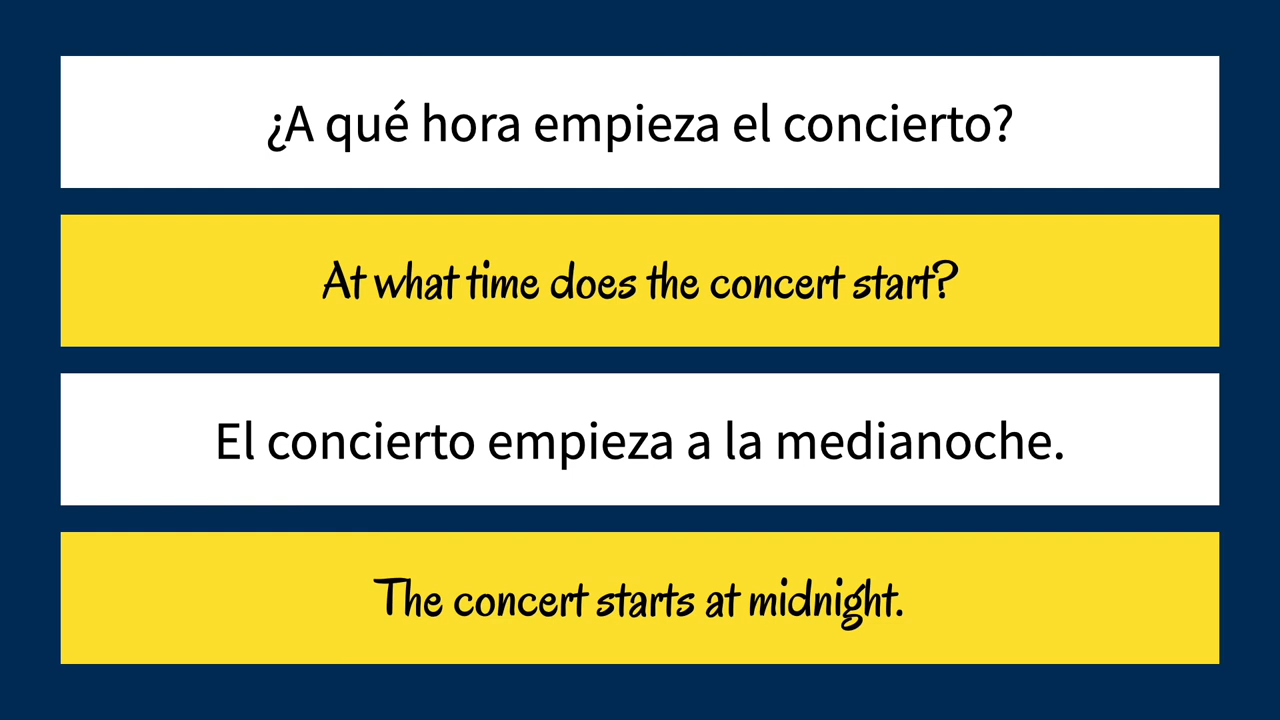 ¿A qué hora empieza el concierto?
At what time does the concert start?
El concierto empieza a la medianoche.
The concert starts at midnight.